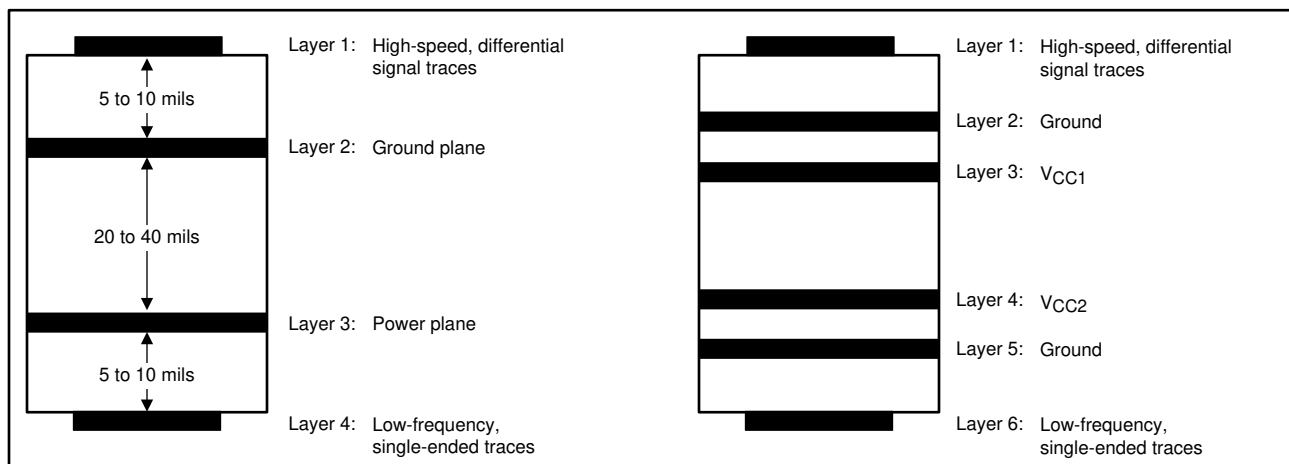 Layer 1: High-speed, differential
signal traces
5 to 10 mils
Layer 2: Ground plane
20 to 40 mils
Layer 3: Power plane
5 to 10 mils
Layer 4: Low-frequency,
single-ended traces
Layer 1: High-speed, differential
signal traces
Layer 2: Ground
Layer 3: VCC1
Layer 4: VCC2
Layer 5: Ground
Layer 6: Low-frequency,
single-ended traces